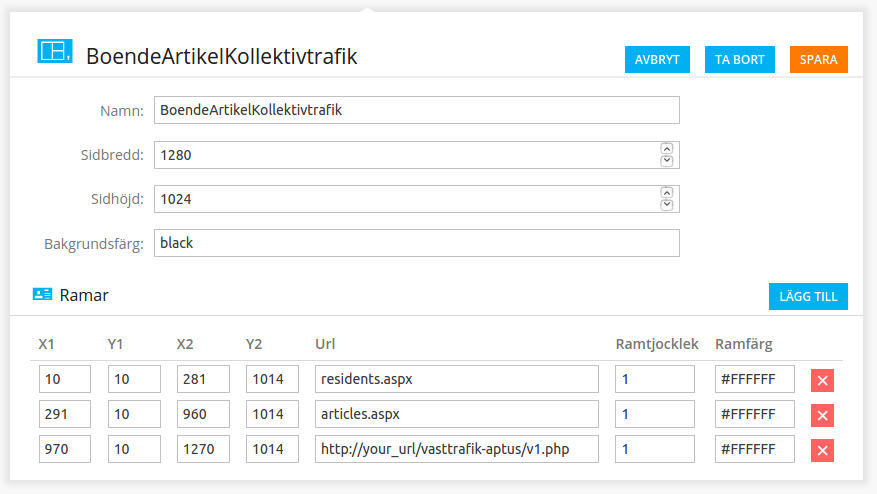 BoendeArtikelKollektivtrafik
AVBRYT TA BORT SPARA
Namn: BoendeArtikelKollektivtrafik
Sidbredd: 1280
Sidhöjd: 1024
Bakgrundsfärg: black
Ramar LÄGG TILL
X1 Y1 X2 Y2 Url Ramtjocklek Ramfärg
10 10 281 1014 residents.aspx 1 #FFFFFF
291 10 960 1014 articles.aspx 1 #FFFFFF
970 10 1270 1014 http://your_url/vasttrafik-aptus/v1.php 1 #FFFFFF